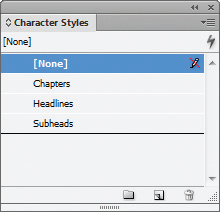 Character Styles
[None]
[None]
Chapters
Headlines
Subheads